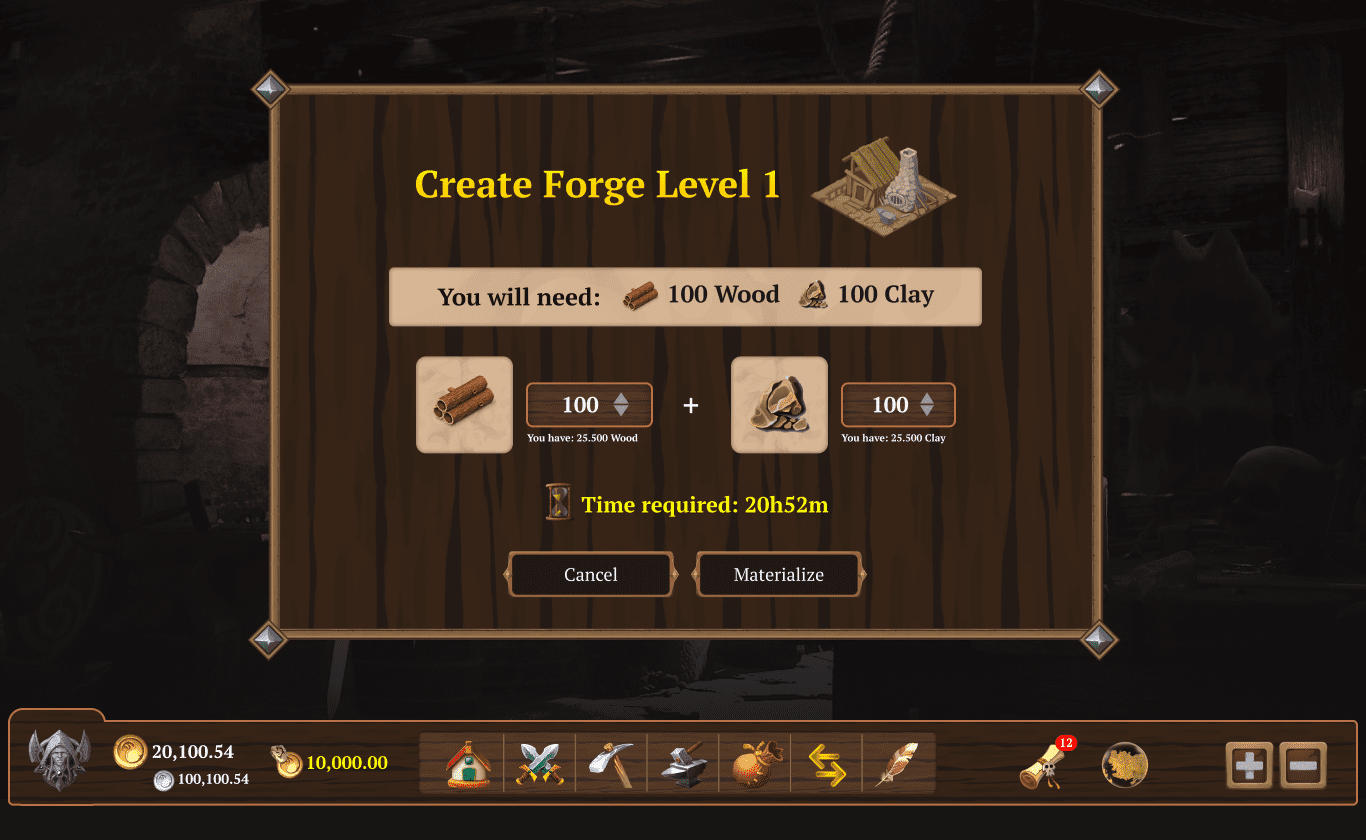 Create Forge Level 1
You will need: 100 Wood 100 Clay
100 + 100
You have: 25.500 Wood You have: 25.500 Clay
Time required: 20h52m
Cancel Materialize
12
20,100.54
10,000.00
100,100.54